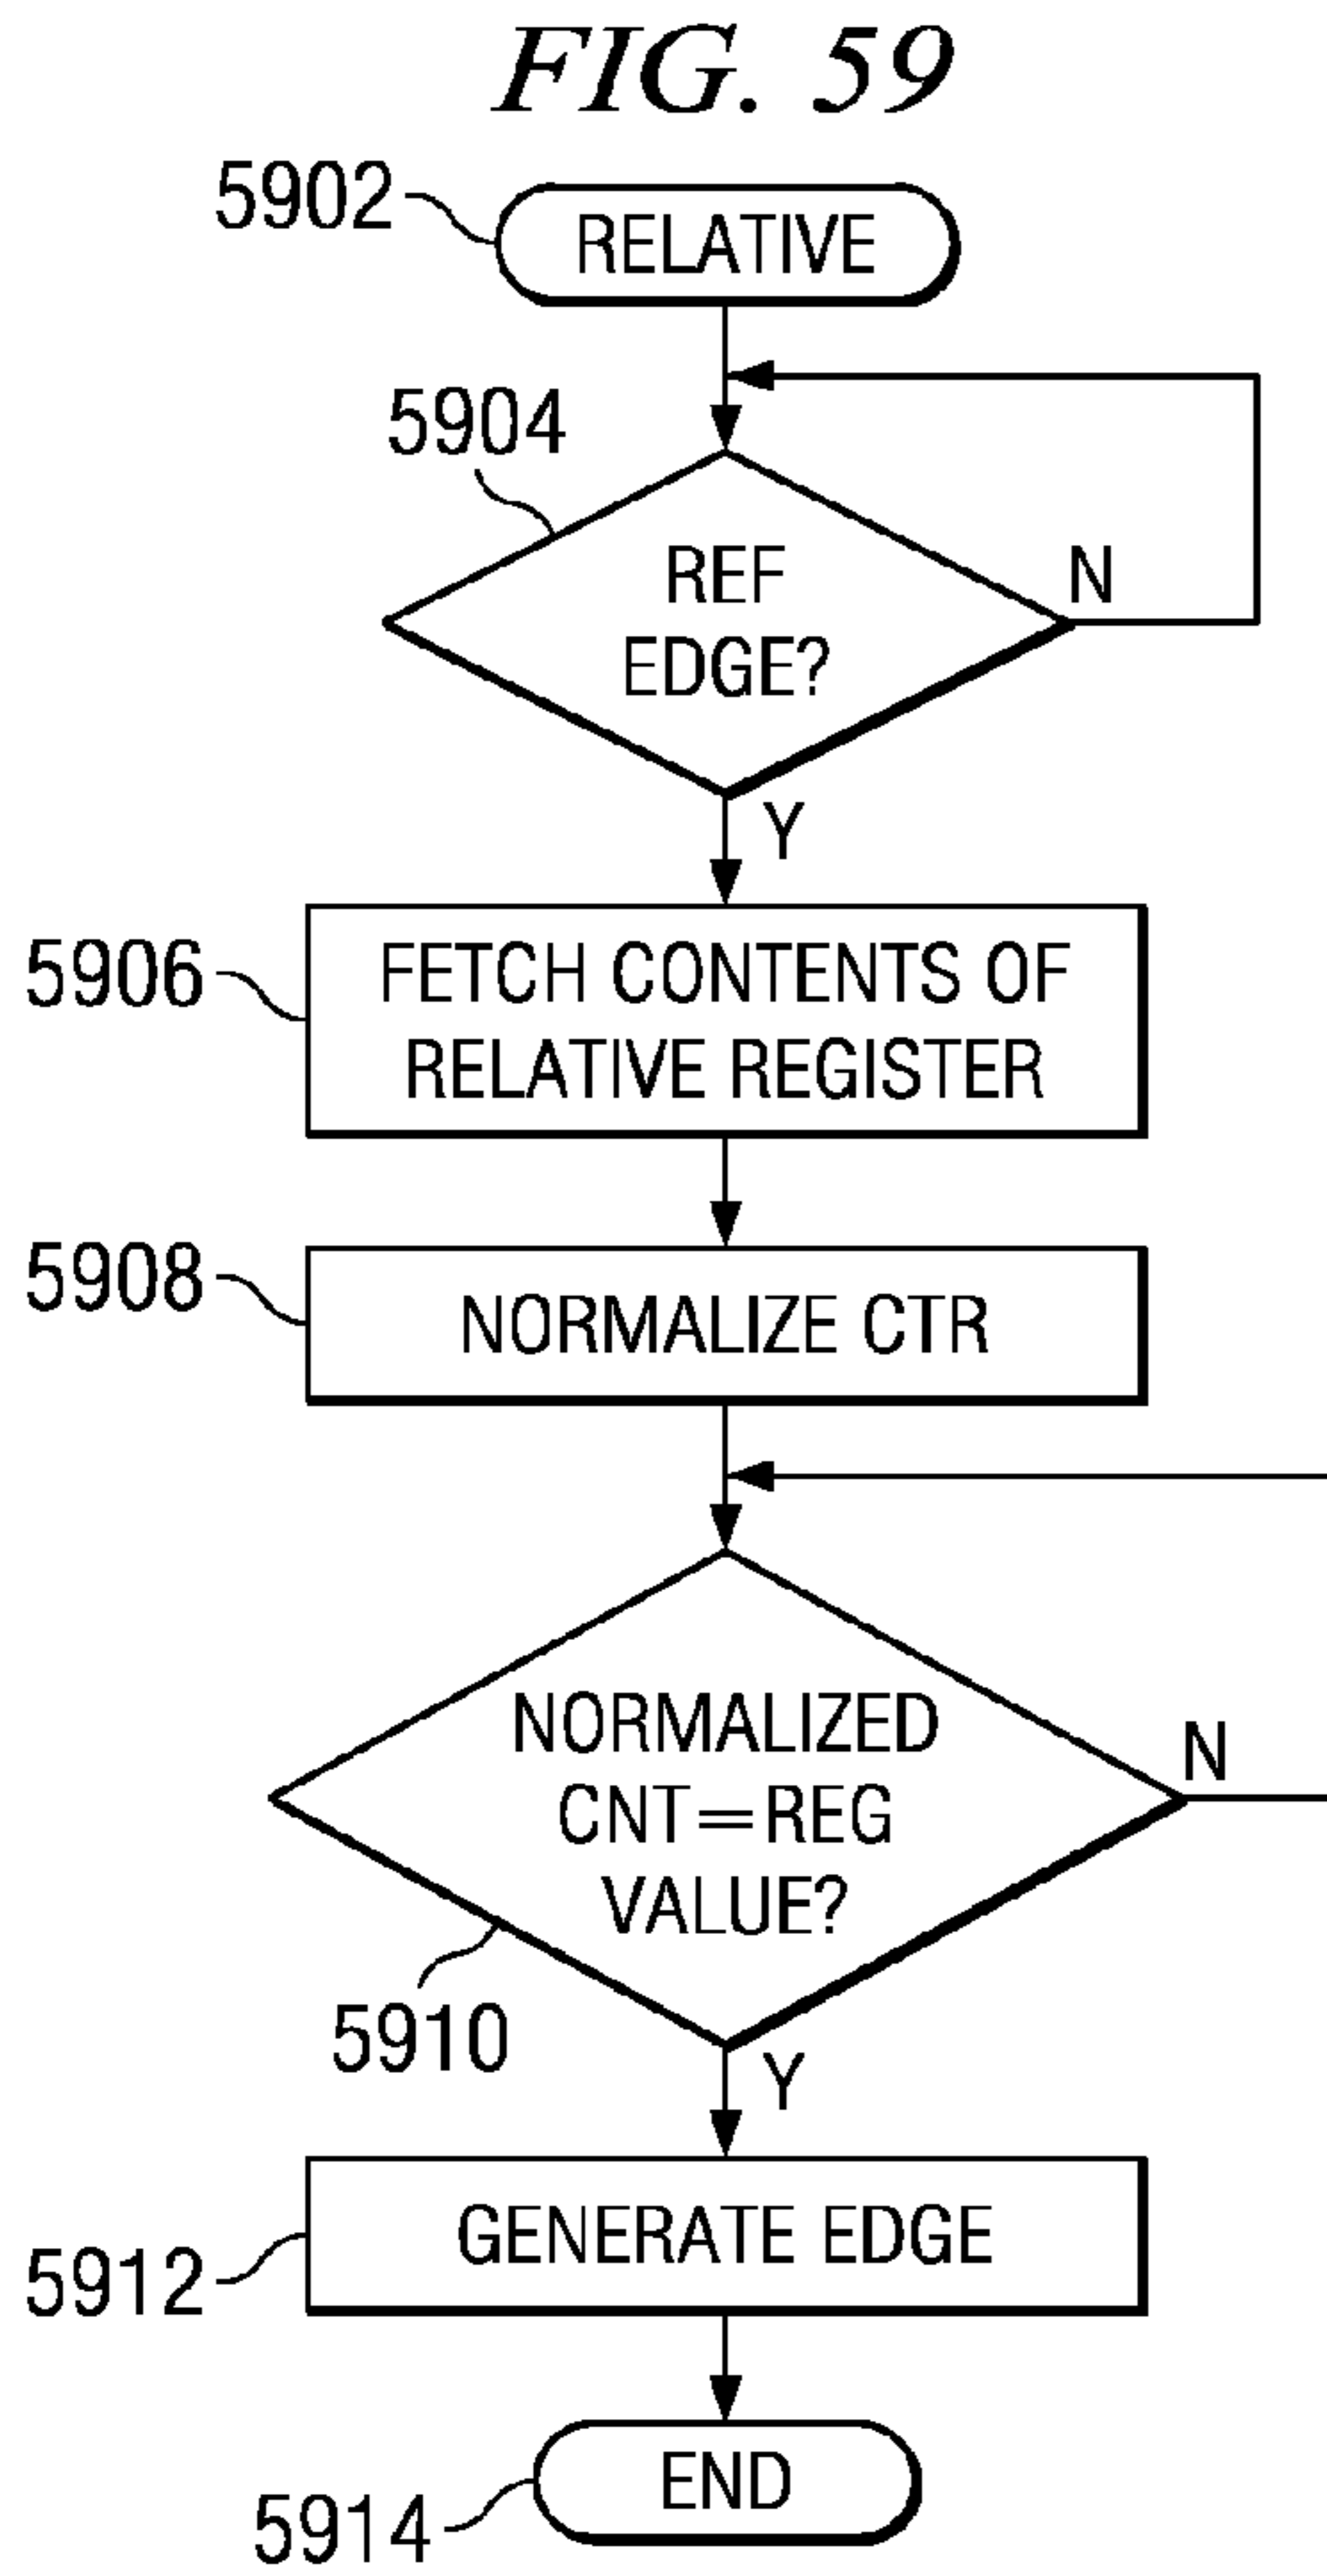 FIG. 59
5902
RELATIVE
5904
REF
EDGE?
N
Y
5906
FETCH CONTENTS OF
RELATIVE REGISTER
5908
NORMALIZE CTR
NORMALIZED
CNT=REG
VALUE?
N
5910
Y
GENERATE EDGE
5912
END
5914